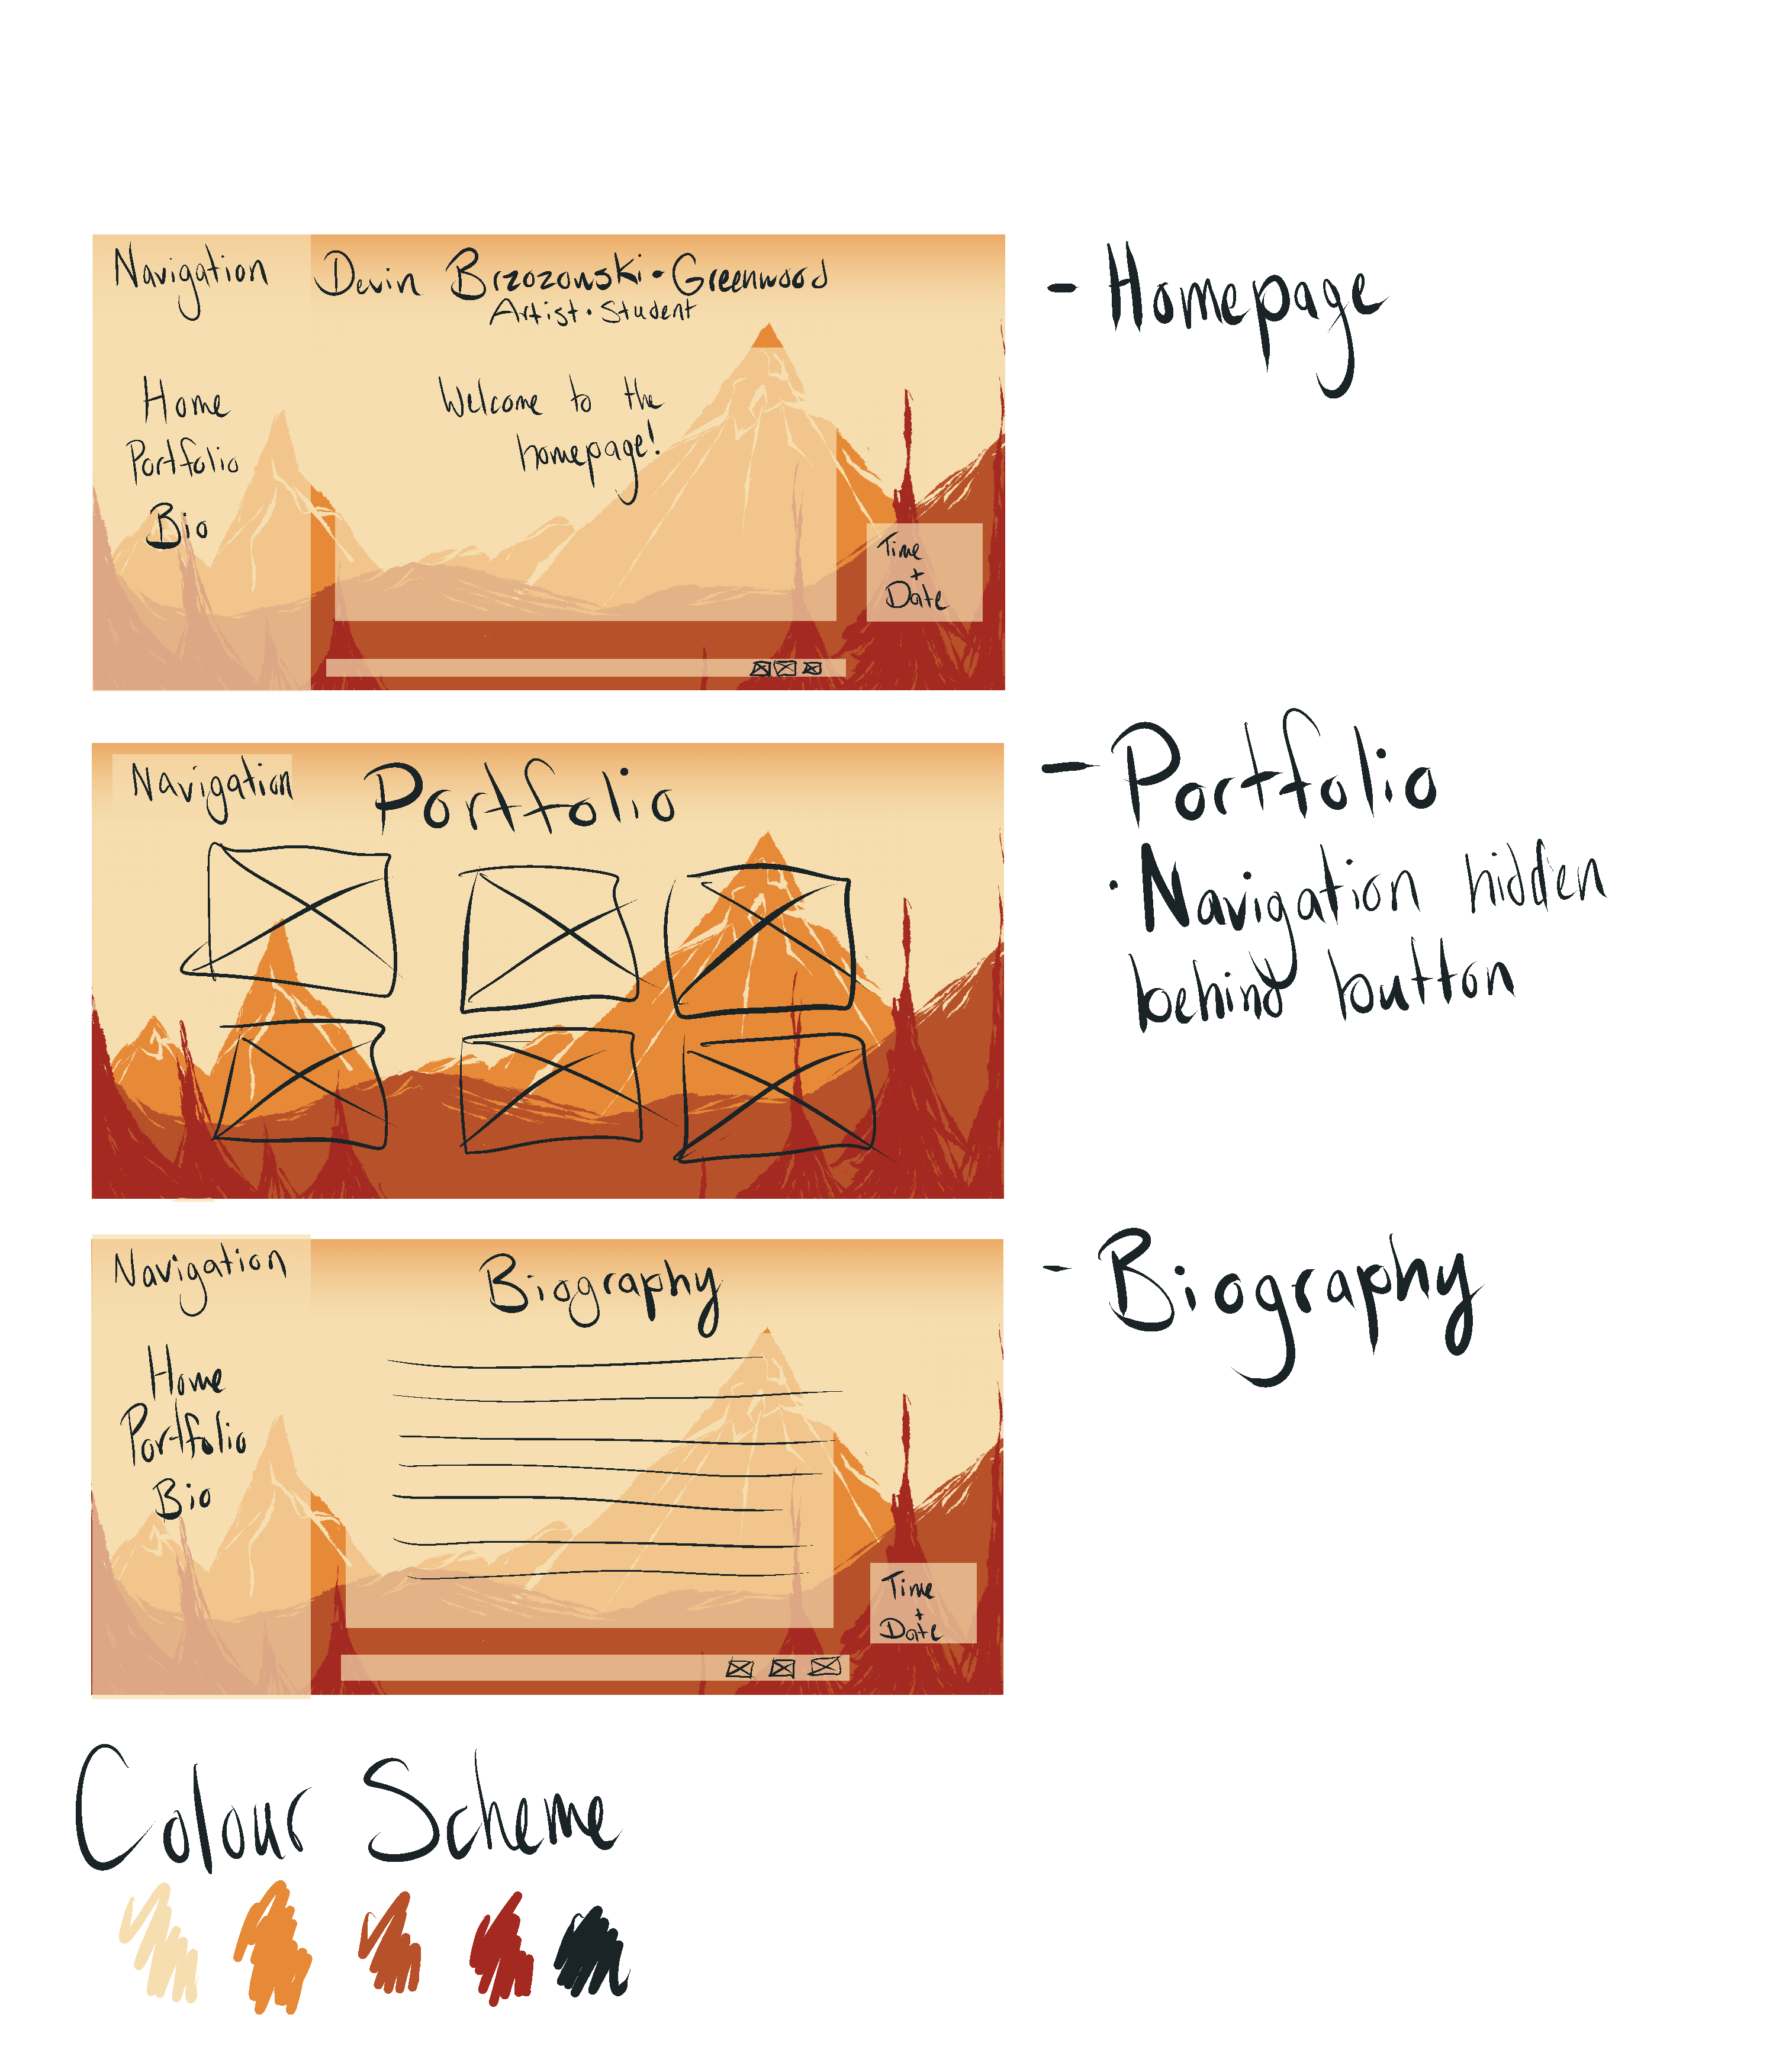 Navigation
Devin Brzozowski-Greenwood
Artist • Student
Home
Portfolio
Bio
Welcome to the
homepage!
Time
+
Date
- Homepage
Navigation
Portfolio
- Portfolio
• Navigation hidden
behind button
Navigation
Biography
Home
Portfolio
Bio
Time
+
Date
- Biography
Colour Scheme